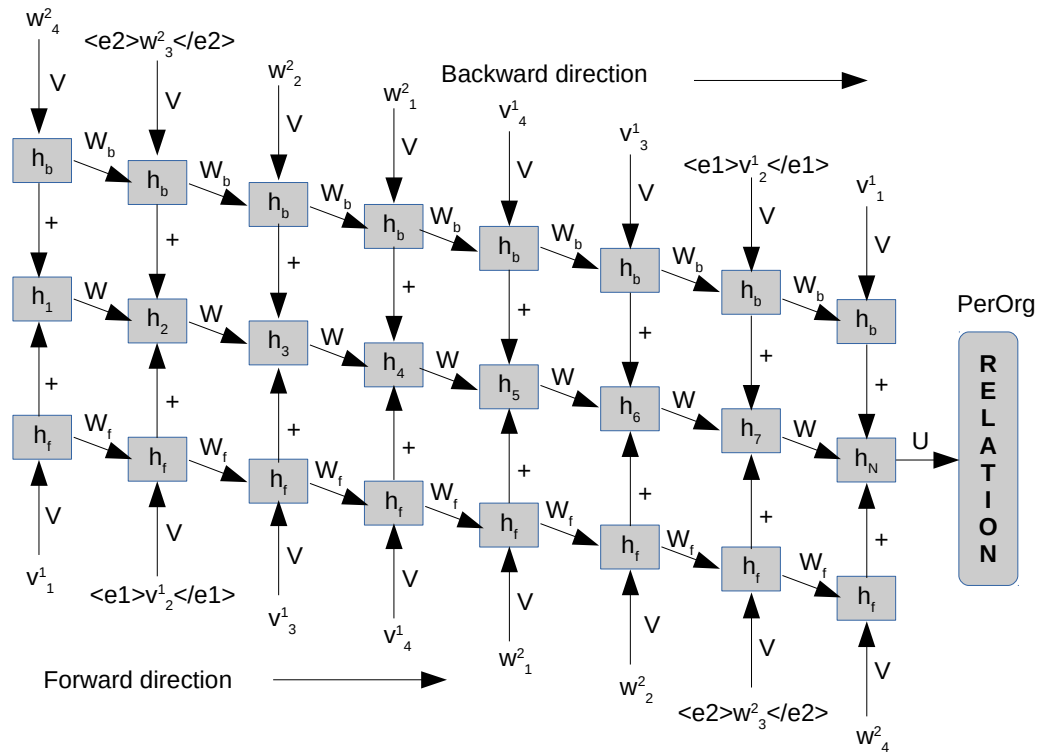 w²₄
<e2>w²₃</e2>
w²₂
w²₁
v¹₄
v¹₃
<e1>v¹₂</e1>
v¹₁
Backward direction
V V V V V V V V
h_b h_b h_b h_b h_b h_b h_b h_b
W_b W_b W_b W_b W_b W_b W_b
+ + + + + + + +
h₁ h₂ h₃ h₄ h₅ h₆ h₇ h_N
W W W W W W W
U
PerOrg
RELATION
+ + + + + + + +
h_f h_f h_f h_f h_f h_f h_f h_f
W_f W_f W_f W_f W_f W_f W_f
V V V V V V V V
v¹₁
<e1>v¹₂</e1>
v¹₃
v¹₄
w²₁
w²₂
<e2>w²₃</e2>
w²₄
Forward direction